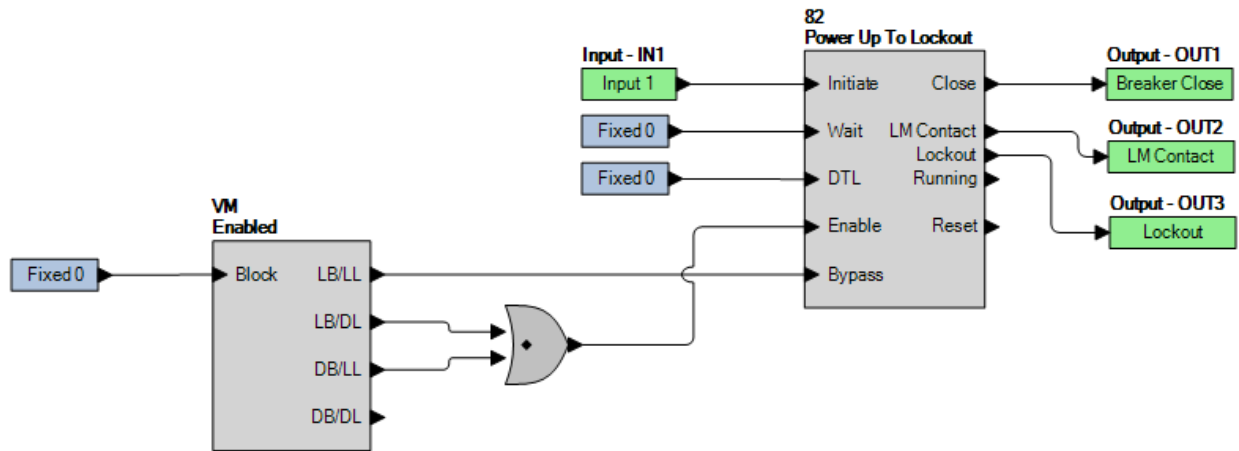 82
Power Up To Lockout
Input - IN1
Input 1
Initiate
Close
Output - OUT1
Breaker Close
Fixed 0
Wait
LM Contact
Output - OUT2
LM Contact
Lockout
Fixed 0
DTL
Running
VM
Enabled
Enable
Reset
Output - OUT3
Lockout
Fixed 0
Block
LB/LL
Bypass
LB/DL
DB/LL
DB/DL